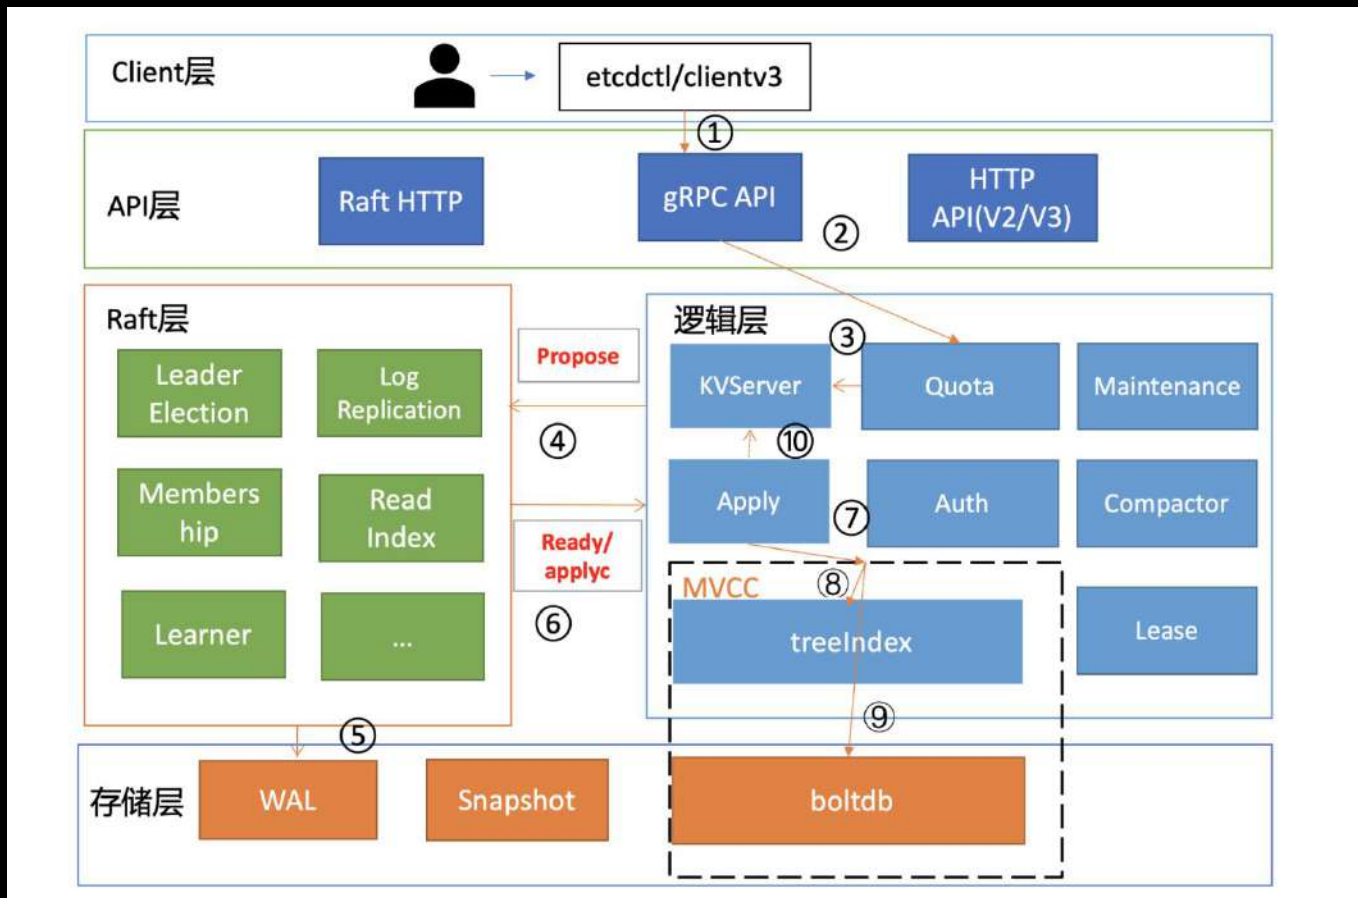 Client层
etcdctl/clientv3
①
API层
Raft HTTP
gRPC API
HTTP
API(V2/V3)
②
Raft层
Leader
Election
Log
Replication
Members
hip
Read
Index
Learner
...
Propose
④
Ready/
applyc
⑥
逻辑层
③
KVServer
Quota
Maintenance
⑩
Apply
⑦
Auth
Compactor
MVCC
⑧
treeIndex
Lease
⑨
⑤
存储层
WAL
Snapshot
boltdb